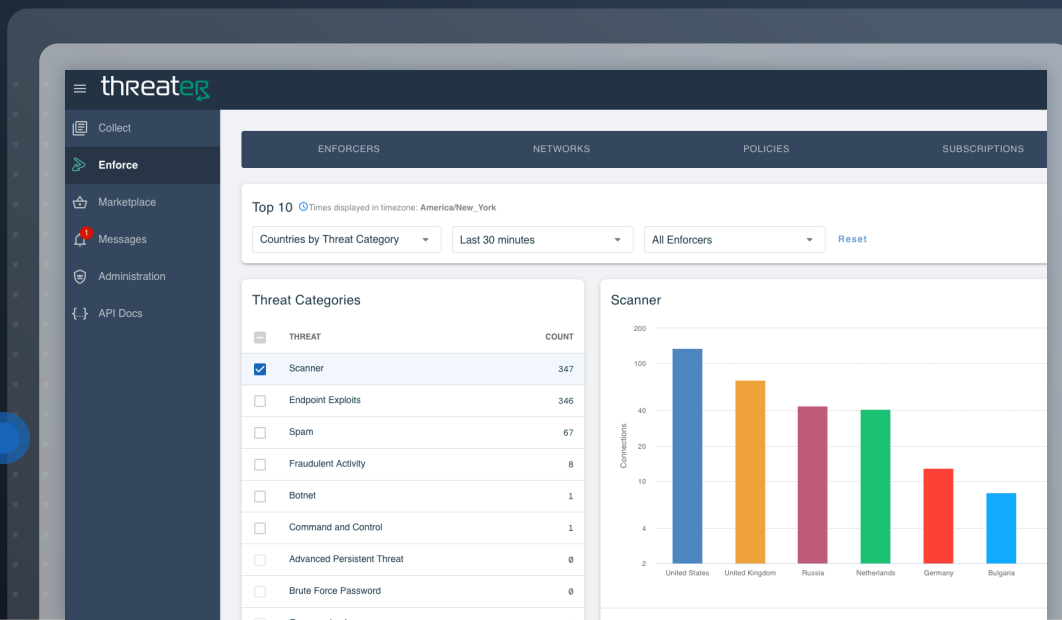 threater
Collect
Enforce
Marketplace
1
Messages
Administration
{...} API Docs
ENFORCERS NETWORKS POLICIES SUBSCRIPTIONS
Top 10 Times displayed in timezone: America/New_York
Countries by Threat Category Last 30 minutes All Enforcers Reset
Threat Categories
THREAT COUNT
Scanner 347
Endpoint Exploits 346
Spam 67
Fraudulent Activity 8
Botnet 1
Command and Control 1
Advanced Persistent Threat 0
Brute Force Password 0
Scanner
200
100
40
20
10
4
2
Connections
United States United Kingdom Russia Netherlands Germany Bulgaria